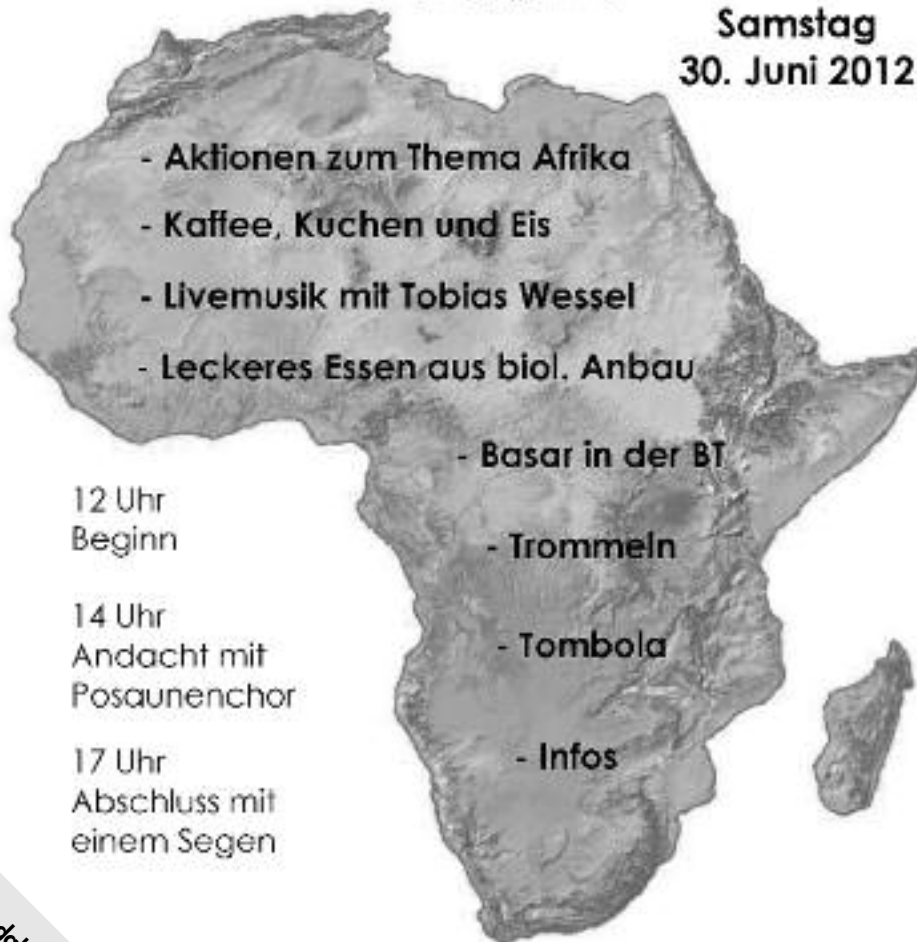 Samstag
30. Juni 2012
- Aktionen zum Thema Afrika
- Kaffee, Kuchen und Eis
- Livemusik mit Tobias Wessel
- Leckeres Essen aus biol. Anbau
- Basar in der BT
- Trommeln
- Tombola
- Infos
12 Uhr
Beginn
14 Uhr
Andacht mit
Posaunenchor
17 Uhr
Abschluss mit
einem Segen